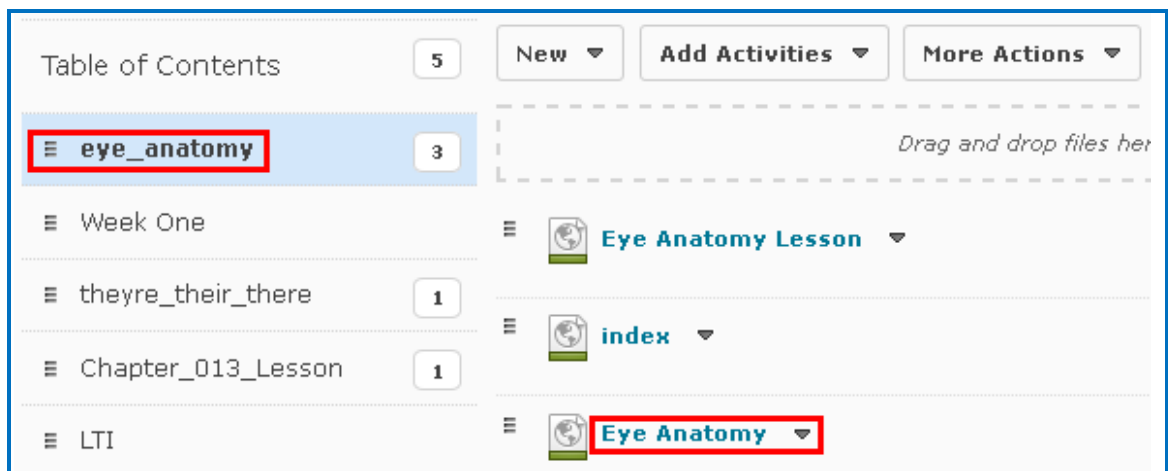 Table of Contents 5
eye_anatomy 3
Week One
theyre_their_there 1
Chapter_013_Lesson 1
LTI
New Add Activities More Actions
Drag and drop files her
Eye Anatomy Lesson
index
Eye Anatomy